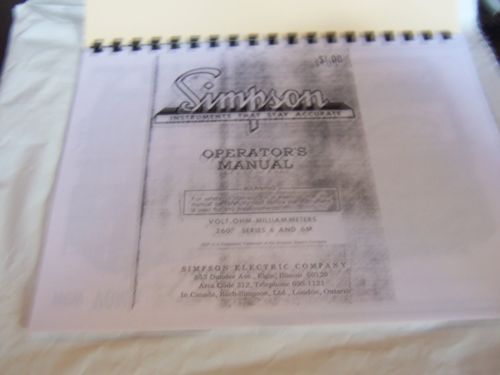 $1.00
Simpson
INSTRUMENTS THAT STAY ACCURATE
OPERATOR'S
MANUAL
WARNING
VOLT-OHM-MILLIAMMETERS
260® SERIES 6 AND 6M
SIMPSON ELECTRIC COMPANY
853 Dundee Ave., Elgin, Illinois 60120
Area Code 312, Telephone 695-1121
In Canada, Bach-Simpson, Ltd., London, Ontario